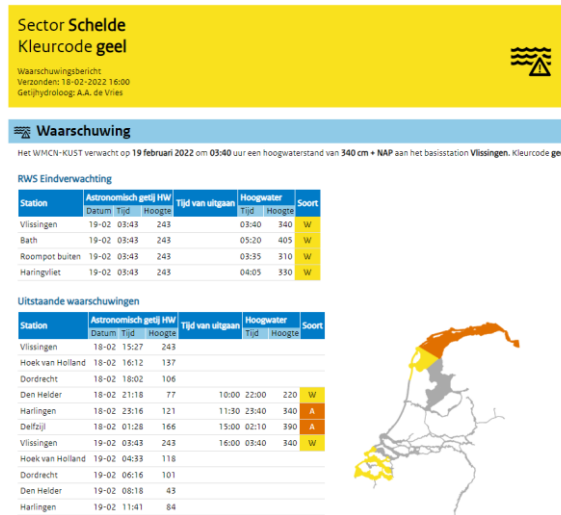 Sector Schelde
Kleurcode geel
Waarschuwingsbericht
Verzonden: 18-02-2022 16:00
Getijhydroloog: A.A. de Vries
Waarschuwing
Het WMCN-KUST verwacht op 19 februari 2022 om 03:40 uur een hoogwaterstand van 340 cm + NAP aan het basisstation Vlissingen. Kleurcode gee
RWS Eindverwachting
Station Astronomisch getij HW Tijd van uitgaan Hoogwater Soort
Datum Tijd Hoogte Tijd Hoogte
Vlissingen 19-02 03:43 243 03:40 340 W
Bath 19-02 03:43 243 05:20 405 W
Roompot buiten 19-02 03:43 243 03:35 310 W
Haringvliet 19-02 03:43 243 04:05 330 W
Uitstaande waarschuwingen
Station Astronomisch getij HW Tijd van uitgaan Hoogwater Soort
Datum Tijd Hoogte Tijd Hoogte
Vlissingen 18-02 15:27 243
Hoek van Holland 18-02 16:12 137
Dordrecht 18-02 18:02 106
Den Helder 18-02 21:18 77 10:00 22:00 220 W
Harlingen 18-02 23:16 121 11:30 23:40 340 A
Delfzijl 18-02 01:28 166 15:00 02:10 390 A
Vlissingen 19-02 03:43 243 16:00 03:40 340 W
Hoek van Holland 19-02 04:33 118
Dordrecht 19-02 06:16 101
Den Helder 19-02 08:18 43
Harlingen 19-02 11:41 84